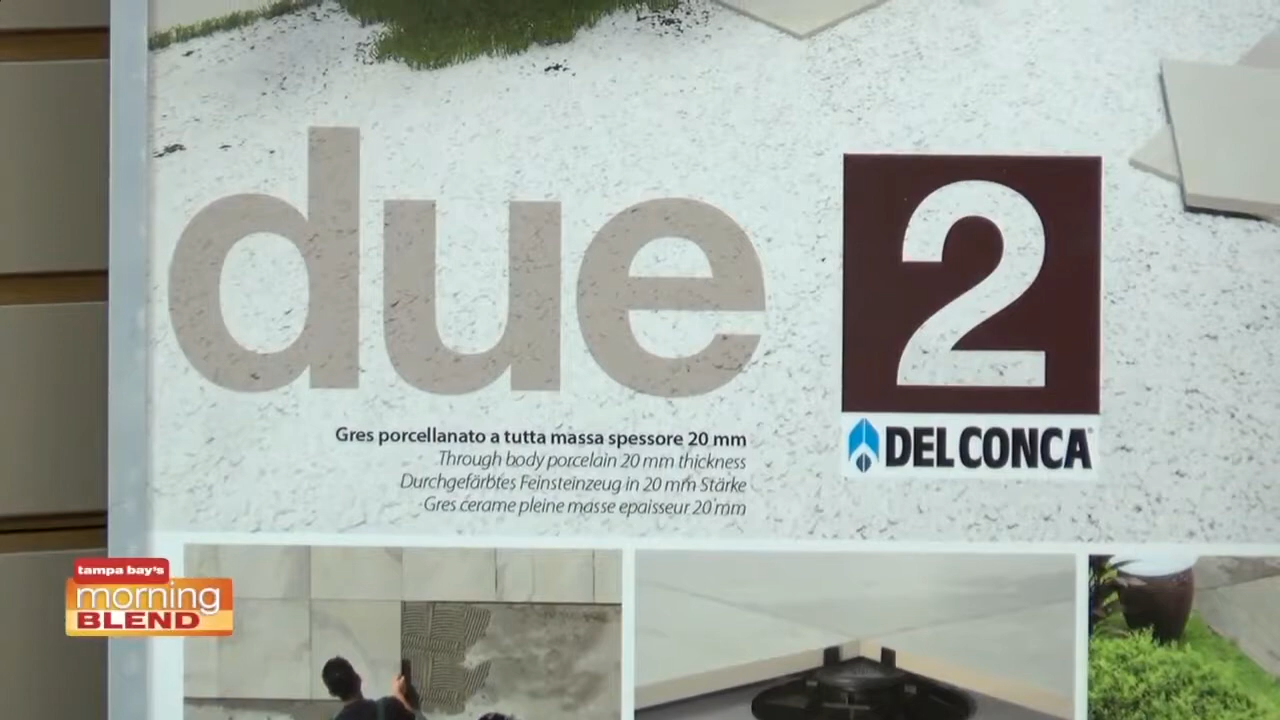 due
2
DEL CONCA
Gres porcellanato a tutta massa spessore 20 mm
Through body porcelain 20 mm thickness
Durchgefärbtes Feinsteinzeug in 20 mm Stärke
Gres cerame pleine masse epaisseur 20 mm
tampa bay's
morning
BLEND